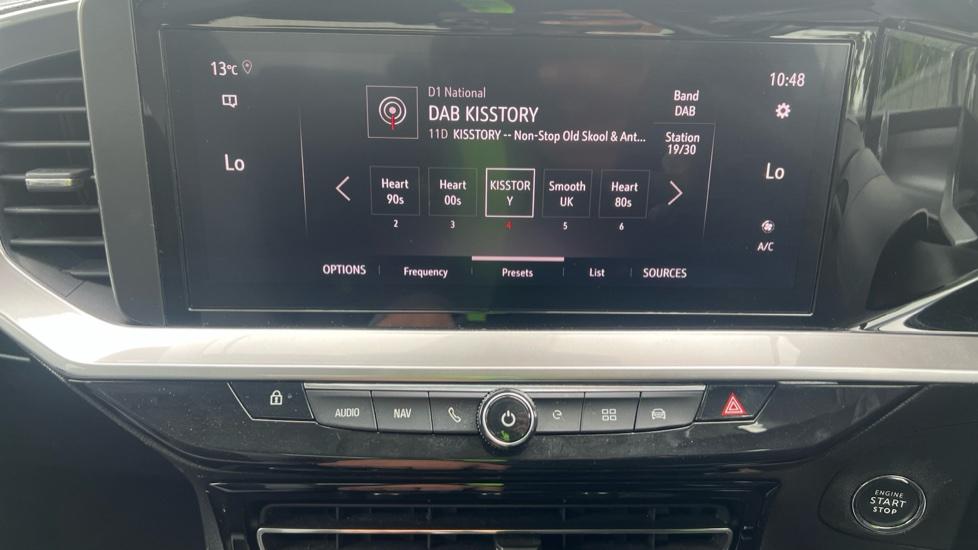 13°C
10:48
D1 National
DAB KISSTORY
11D KISSTORY -- Non-Stop Old Skool & Ant...
Band
DAB
Station
19/30
Lo
Lo
Heart
90s
Heart
00s
KISSTOR
Y
Smooth
UK
Heart
80s
2
3
4
5
6
A/C
OPTIONS
Frequency
Presets
List
SOURCES
AUDIO
NAV
ENGINE
START
STOP